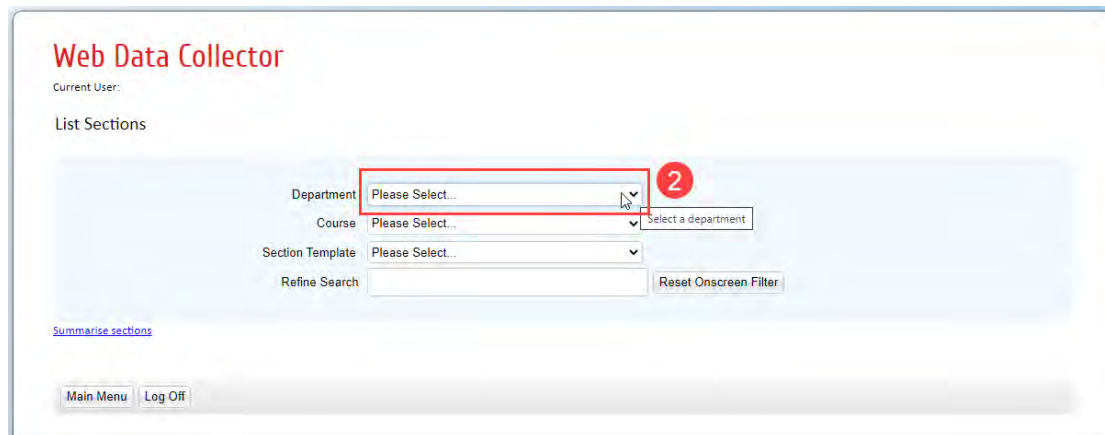 Web Data Collector
Current User:
List Sections
Department Please Select... 2
Select a department
Course Please Select...
Section Template Please Select...
Refine Search Reset Onscreen Filter
Summarise sections
Main Menu Log Off